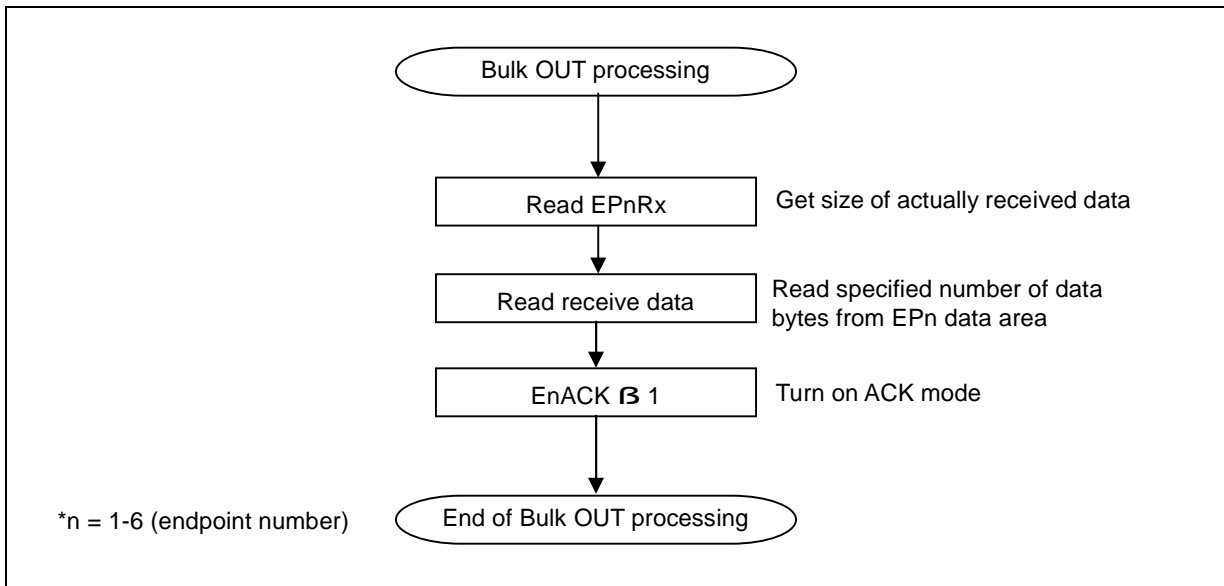 Bulk OUT processing
Read EPnRx
Get size of actually received data
Read receive data
Read specified number of data
bytes from EPn data area
EnACK ß 1
Turn on ACK mode
*n = 1-6 (endpoint number)
End of Bulk OUT processing